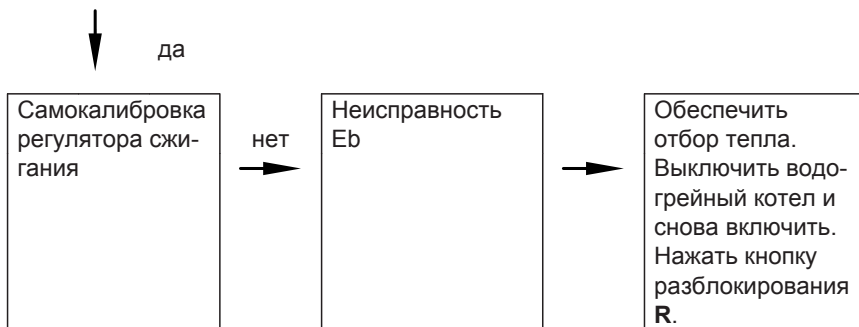 да
Самокалибровка
регулятора сжи-
гания
нет
Неисправность
Eb
Обеспечить
отбор тепла.
Выключить водо-
грейный котел и
снова включить.
Нажать кнопку
разблокирования
R.